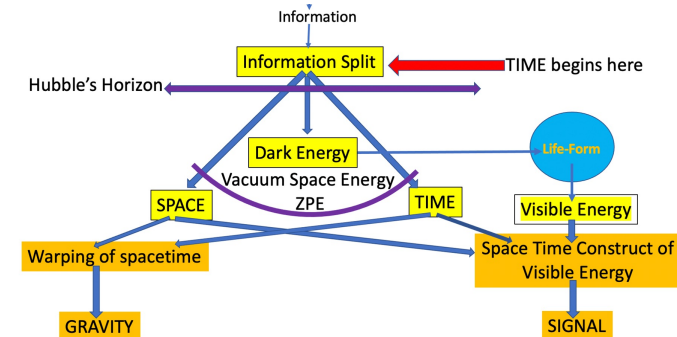 Information
Information Split
TIME begins here
Hubble's Horizon
Dark Energy
Life-Form
Vacuum Space Energy
ZPE
SPACE
TIME
Visible Energy
Warping of spacetime
Space Time Construct of
Visible Energy
GRAVITY
SIGNAL